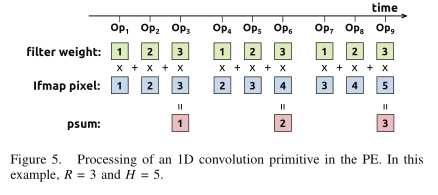 time
Op1 Op2 Op3 Op4 Op5 Op6 Op7 Op8 Op9
filter weight: 1 2 3 1 2 3 1 2 3
x + x + x x + x + x x + x + x
Ifmap pixel: 1 2 3 2 3 4 3 4 5
= = =
psum: 1 2 3
Figure 5. Processing of an 1D convolution primitive in the PE. In this
example, R = 3 and H = 5.